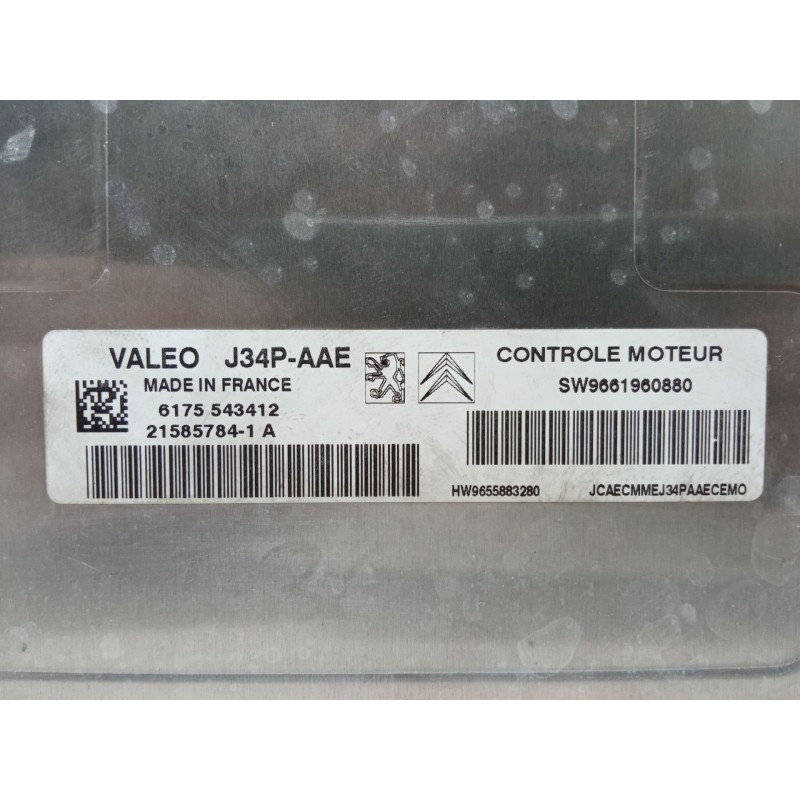 VALEO J34P-AAE
MADE IN FRANCE
6175 543412
21585784-1 A
CONTROLE MOTEUR
SW9661960880
HW9655883280
JCAECMMEJ34PAAECEMO